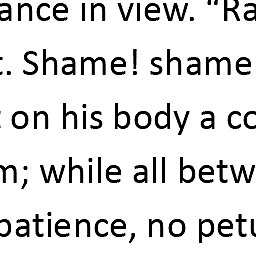 ance in view. “Ra
t. Shame! shame
t on his body a co
m; while all betw
patience, no petu